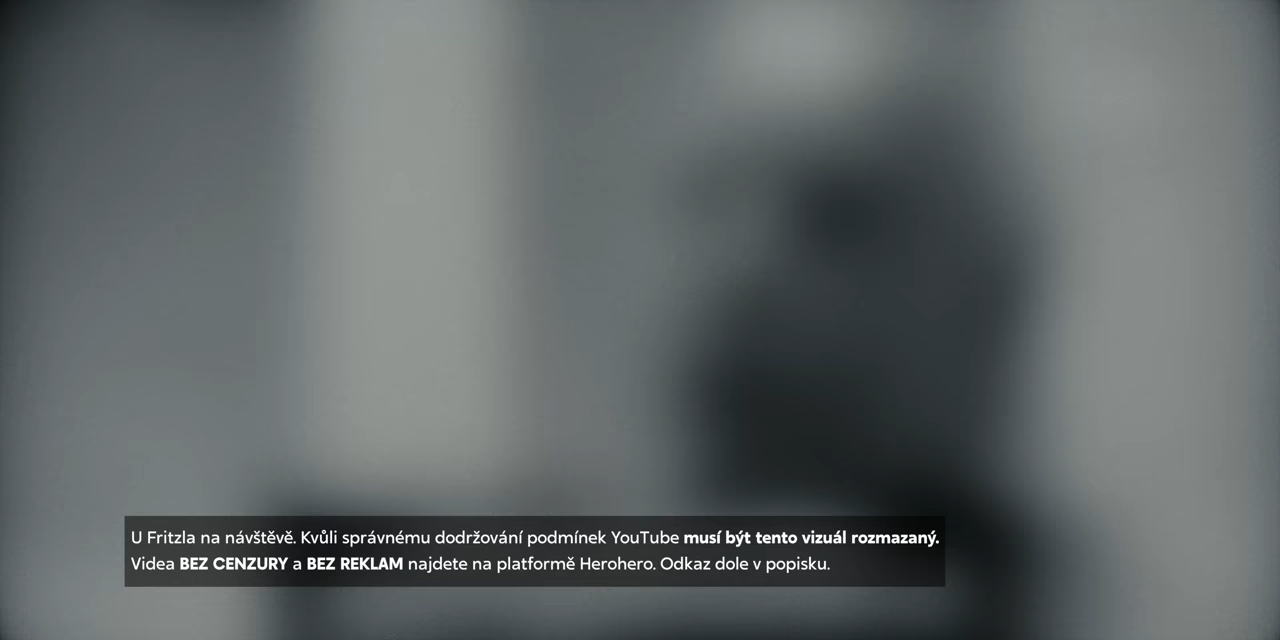 U Fritzla na návštěvě. Kvůli správnému dodržování podmínek YouTube musí být tento vizuál rozmazaný.
Videa BEZ CENZURY a BEZ REKLAM najdete na platformě Herohero. Odkaz dole v popisku.